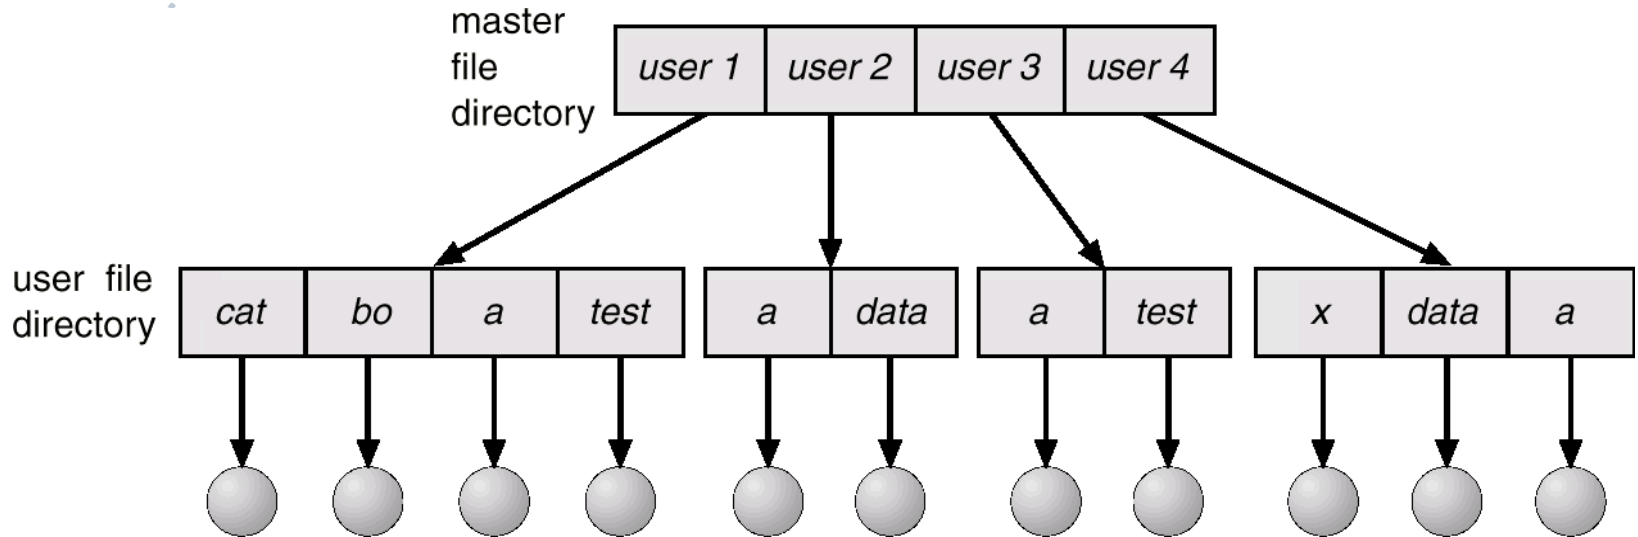 master
file
directory
user 1 user 2 user 3 user 4
user file
directory
cat bo a test a data a test x data a